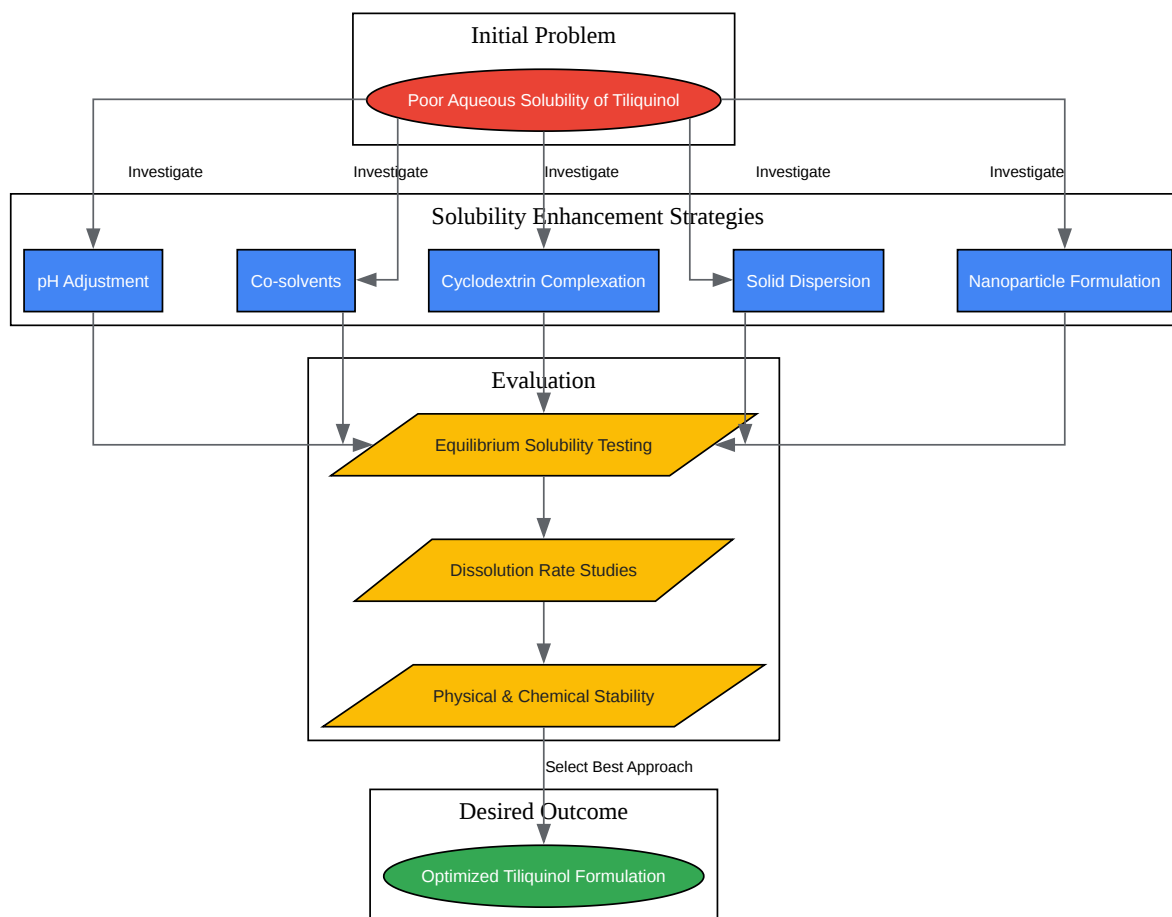 Initial Problem
Poor Aqueous Solubility of Tiliquinol
Investigate
Investigate
Investigate
Investigate
Investigate
Solubility Enhancement Strategies
pH Adjustment
Co-solvents
Cyclodextrin Complexation
Solid Dispersion
Nanoparticle Formulation
Evaluation
Equilibrium Solubility Testing
Dissolution Rate Studies
Physical & Chemical Stability
Select Best Approach
Desired Outcome
Optimized Tiliquinol Formulation